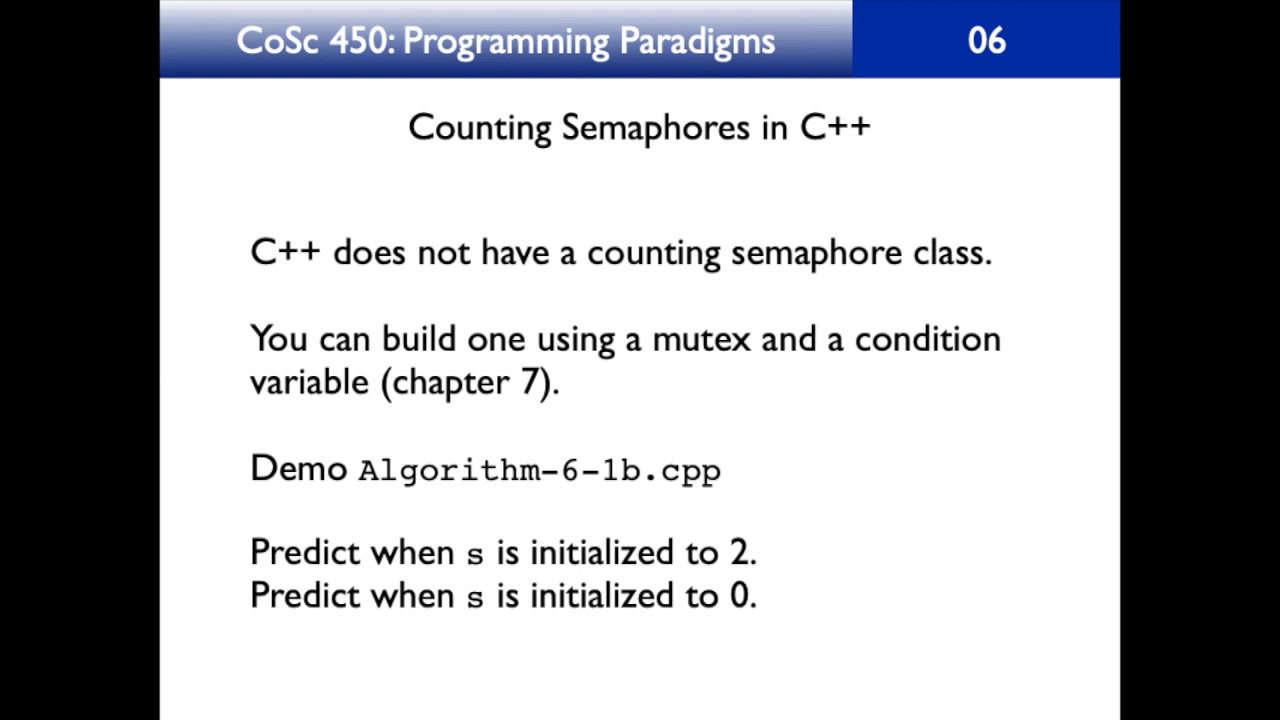 CoSc 450: Programming Paradigms 06
Counting Semaphores in C++
C++ does not have a counting semaphore class.
You can build one using a mutex and a condition
variable (chapter 7).
Demo Algorithm-6-1b.cpp
Predict when s is initialized to 2.
Predict when s is initialized to 0.